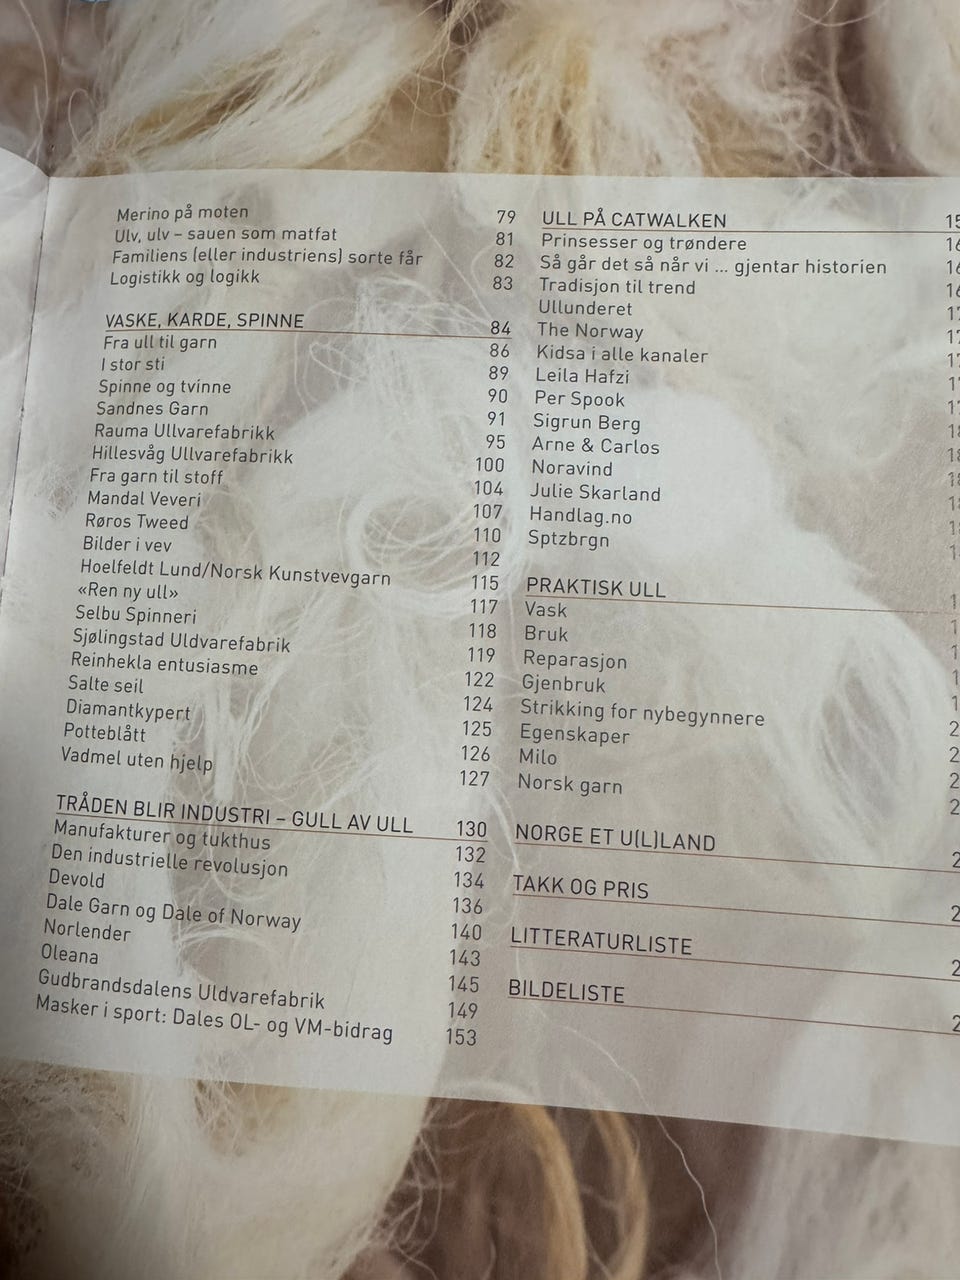 Merino på moten 79
Ulv, ulv – sauen som matfat 81
Familiens (eller industriens) sorte får 82
Logistikk og logikk 83
VASKE, KARDE, SPINNE 84
Fra ull til garn 86
I stor sti 89
Spinne og tvinne 90
Sandnes Garn 91
Rauma Ullvarefabrikk 95
Hillesvåg Ullvarefabrikk 100
Fra garn til stoff 104
Mandal Veveri 107
Røros Tweed 110
Bilder i vev 112
Hoelfeldt Lund/Norsk Kunstvevgarn 115
«Ren ny ull» 117
Selbu Spinneri 118
Sjølingstad Uldvarefabrik 119
Reinhekla entusiasme 122
Salte seil 124
Diamantkypert 125
Potteblått 126
Vadmel uten hjelp 127
TRÅDEN BLIR INDUSTRI – GULL AV ULL 130
Manufakturer og tukthus 132
Den industrielle revolusjon 134
Devold 136
Dale Garn og Dale of Norway 140
Norlender 143
Oleana 145
Gudbrandsdalens Uldvarefabrik 149
Masker i sport: Dales OL- og VM-bidrag 153
ULL PÅ CATWALKEN
Prinsesser og trøndere
Så går det så når vi ... gjentar historien
Tradisjon til trend
Ullunderet
The Norway
Kidsa i alle kanaler
Leila Hafzi
Per Spook
Sigrun Berg
Arne & Carlos
Noravind
Julie Skarland
Handlag.no
Sptzbrgn
PRAKTISK ULL
Vask
Bruk
Reparasjon
Gjenbruk
Strikking for nybegynnere
Egenskaper
Milo
Norsk garn
NORGE ET U(L)LAND
TAKK OG PRIS
LITTERATURLISTE
BILDELISTE